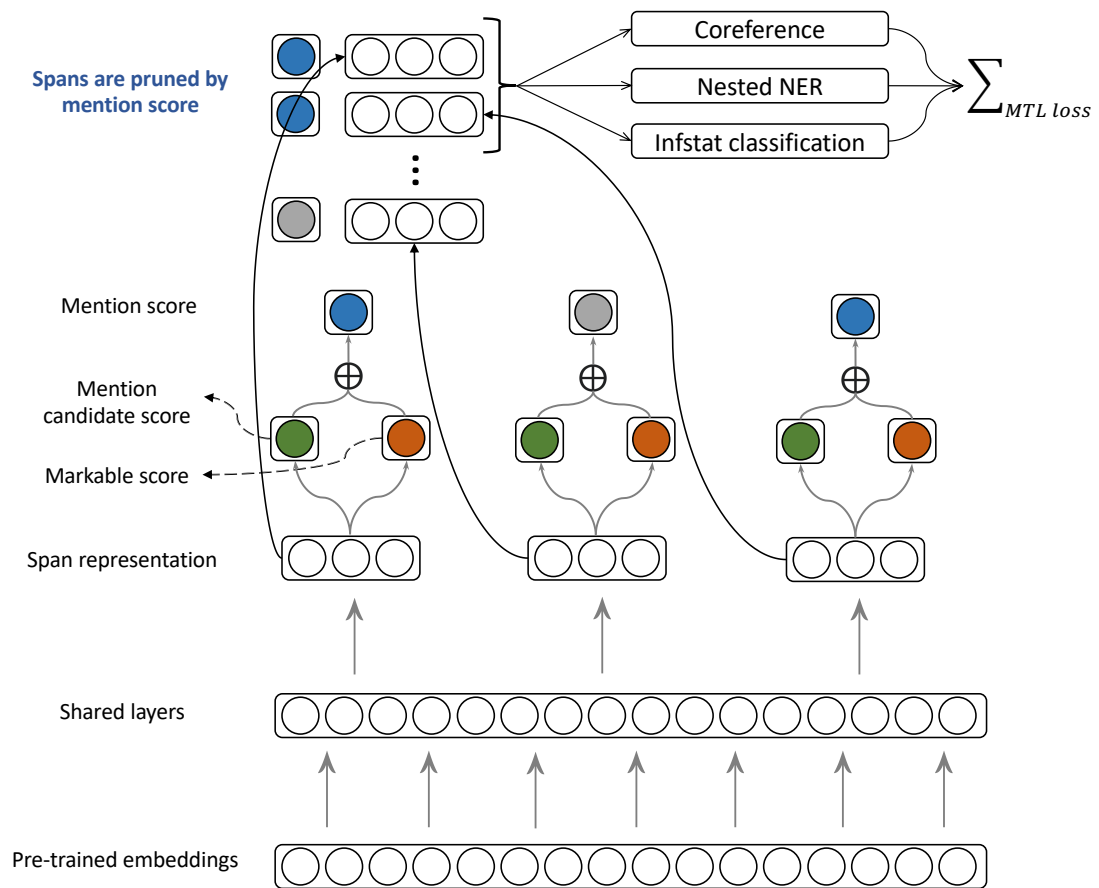 Spans are pruned by
mention score
Coreference
Nested NER
Infstat classification
∑MTL loss
⋮
Mention score
Mention
candidate score
Markable score
Span representation
Shared layers
Pre-trained embeddings